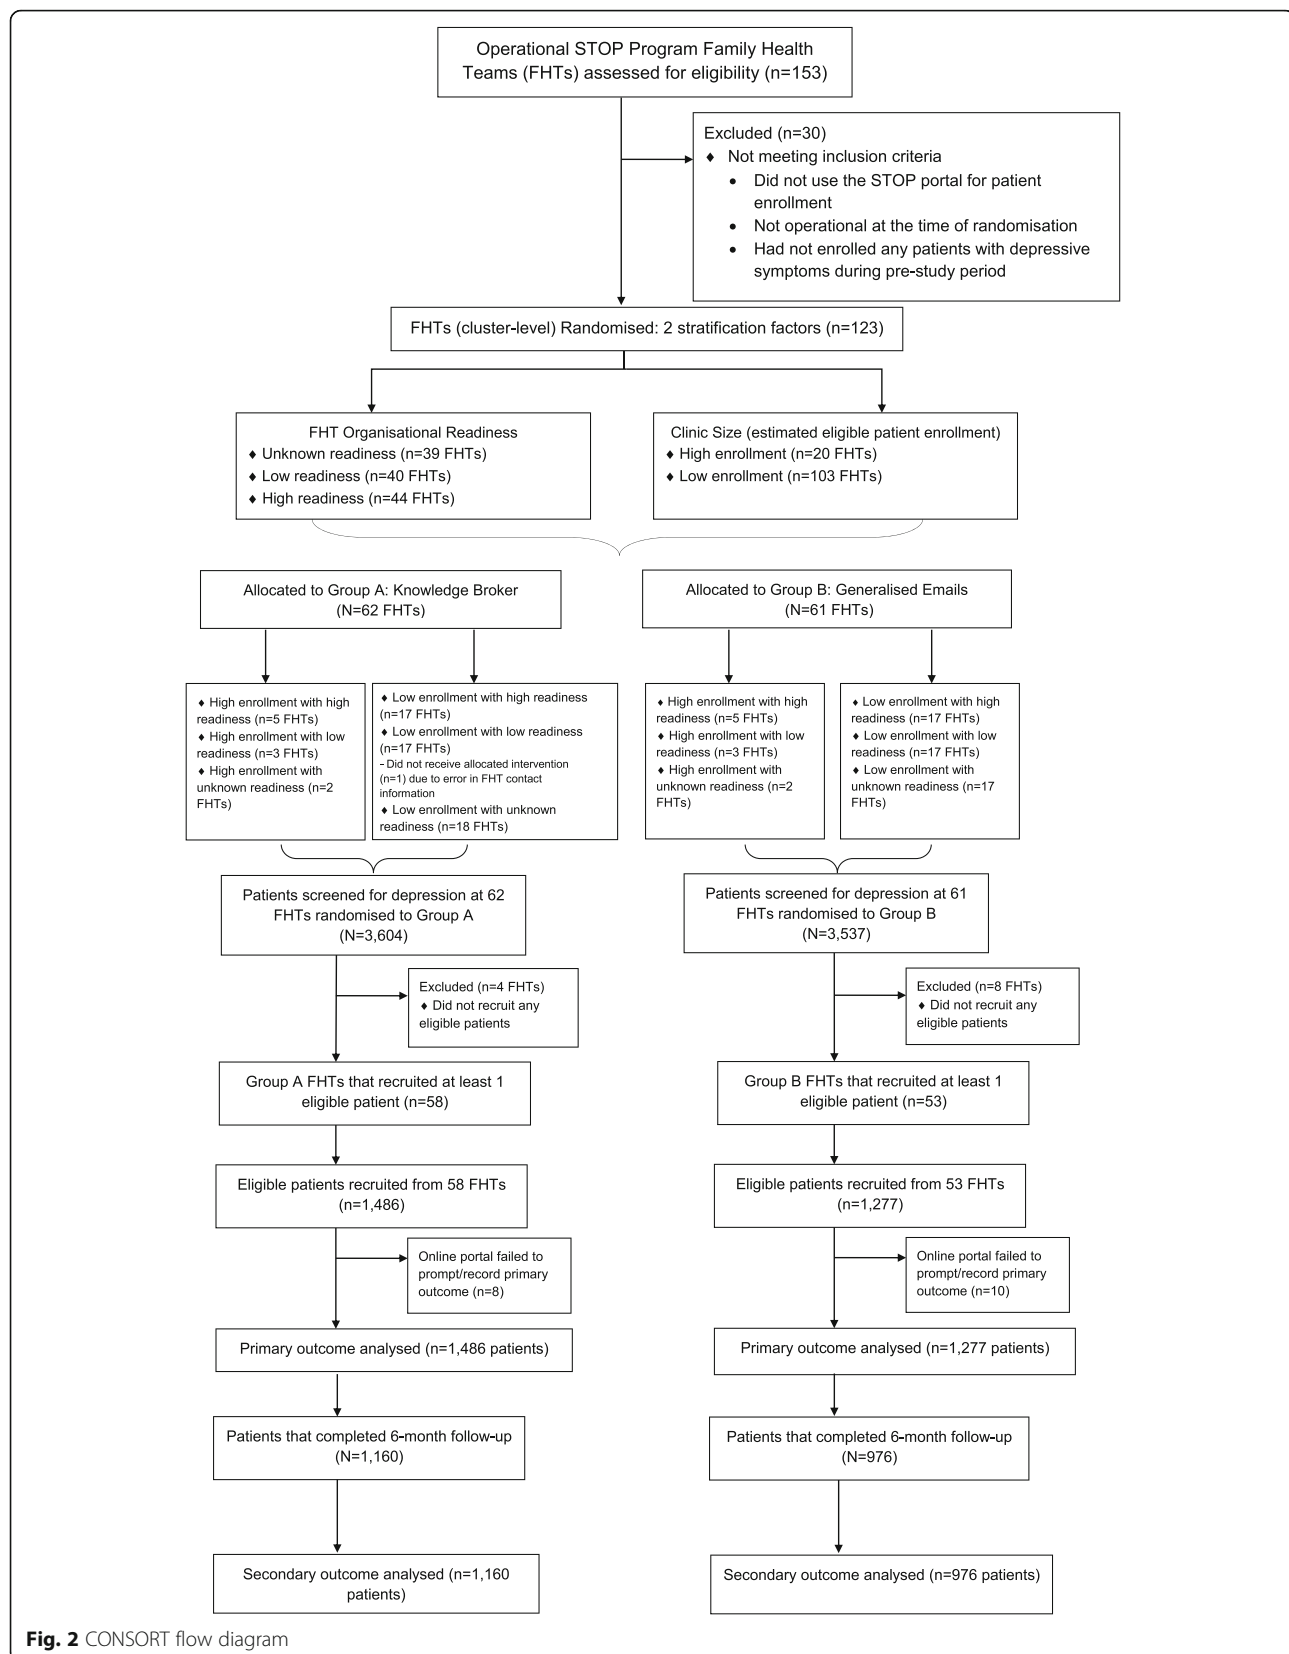 Operational STOP Program Family Health
Teams (FHTs) assessed for eligibility (n=153)
Excluded (n=30)
♦ Not meeting inclusion criteria
• Did not use the STOP portal for patient
enrollment
• Not operational at the time of randomisation
• Had not enrolled any patients with depressive
symptoms during pre-study period
FHTs (cluster-level) Randomised: 2 stratification factors (n=123)
FHT Organisational Readiness
♦ Unknown readiness (n=39 FHTs)
♦ Low readiness (n=40 FHTs)
♦ High readiness (n=44 FHTs)
Clinic Size (estimated eligible patient enrollment)
♦ High enrollment (n=20 FHTs)
♦ Low enrollment (n=103 FHTs)
Allocated to Group A: Knowledge Broker
(N=62 FHTs)
Allocated to Group B: Generalised Emails
(N=61 FHTs)
♦ High enrollment with high
readiness (n=5 FHTs)
♦ High enrollment with low
readiness (n=3 FHTs)
♦ High enrollment with
unknown readiness (n=2
FHTs)
♦ Low enrollment with high readiness
(n=17 FHTs)
♦ Low enrollment with low readiness
(n=17 FHTs)
- Did not receive allocated intervention
(n=1) due to error in FHT contact
information
♦ Low enrollment with unknown
readiness (n=18 FHTs)
♦ High enrollment with high
readiness (n=5 FHTs)
♦ High enrollment with low
readiness (n=3 FHTs)
♦ High enrollment with
unknown readiness (n=2
FHTs)
♦ Low enrollment with high
readiness (n=17 FHTs)
♦ Low enrollment with low
readiness (n=17 FHTs)
♦ Low enrollment with
unknown readiness (n=17
FHTs)
Patients screened for depression at 62
FHTs randomised to Group A
(N=3,604)
Patients screened for depression at 61
FHTs randomised to Group B
(N=3,537)
Excluded (n=4 FHTs)
♦ Did not recruit any
eligible patients
Excluded (n=8 FHTs)
♦ Did not recruit any
eligible patients
Group A FHTs that recruited at least 1
eligible patient (n=58)
Group B FHTs that recruited at least 1
eligible patient (n=53)
Eligible patients recruited from 58 FHTs
(n=1,486)
Eligible patients recruited from 53 FHTs
(n=1,277)
Online portal failed to
prompt/record primary
outcome (n=8)
Online portal failed to
prompt/record primary
outcome (n=10)
Primary outcome analysed (n=1,486 patients)
Primary outcome analysed (n=1,277 patients)
Patients that completed 6-month follow-up
(N=1,160)
Patients that completed 6-month follow-up
(N=976)
Secondary outcome analysed (n=1,160
patients)
Secondary outcome analysed (n=976 patients)
Fig. 2 CONSORT flow diagram